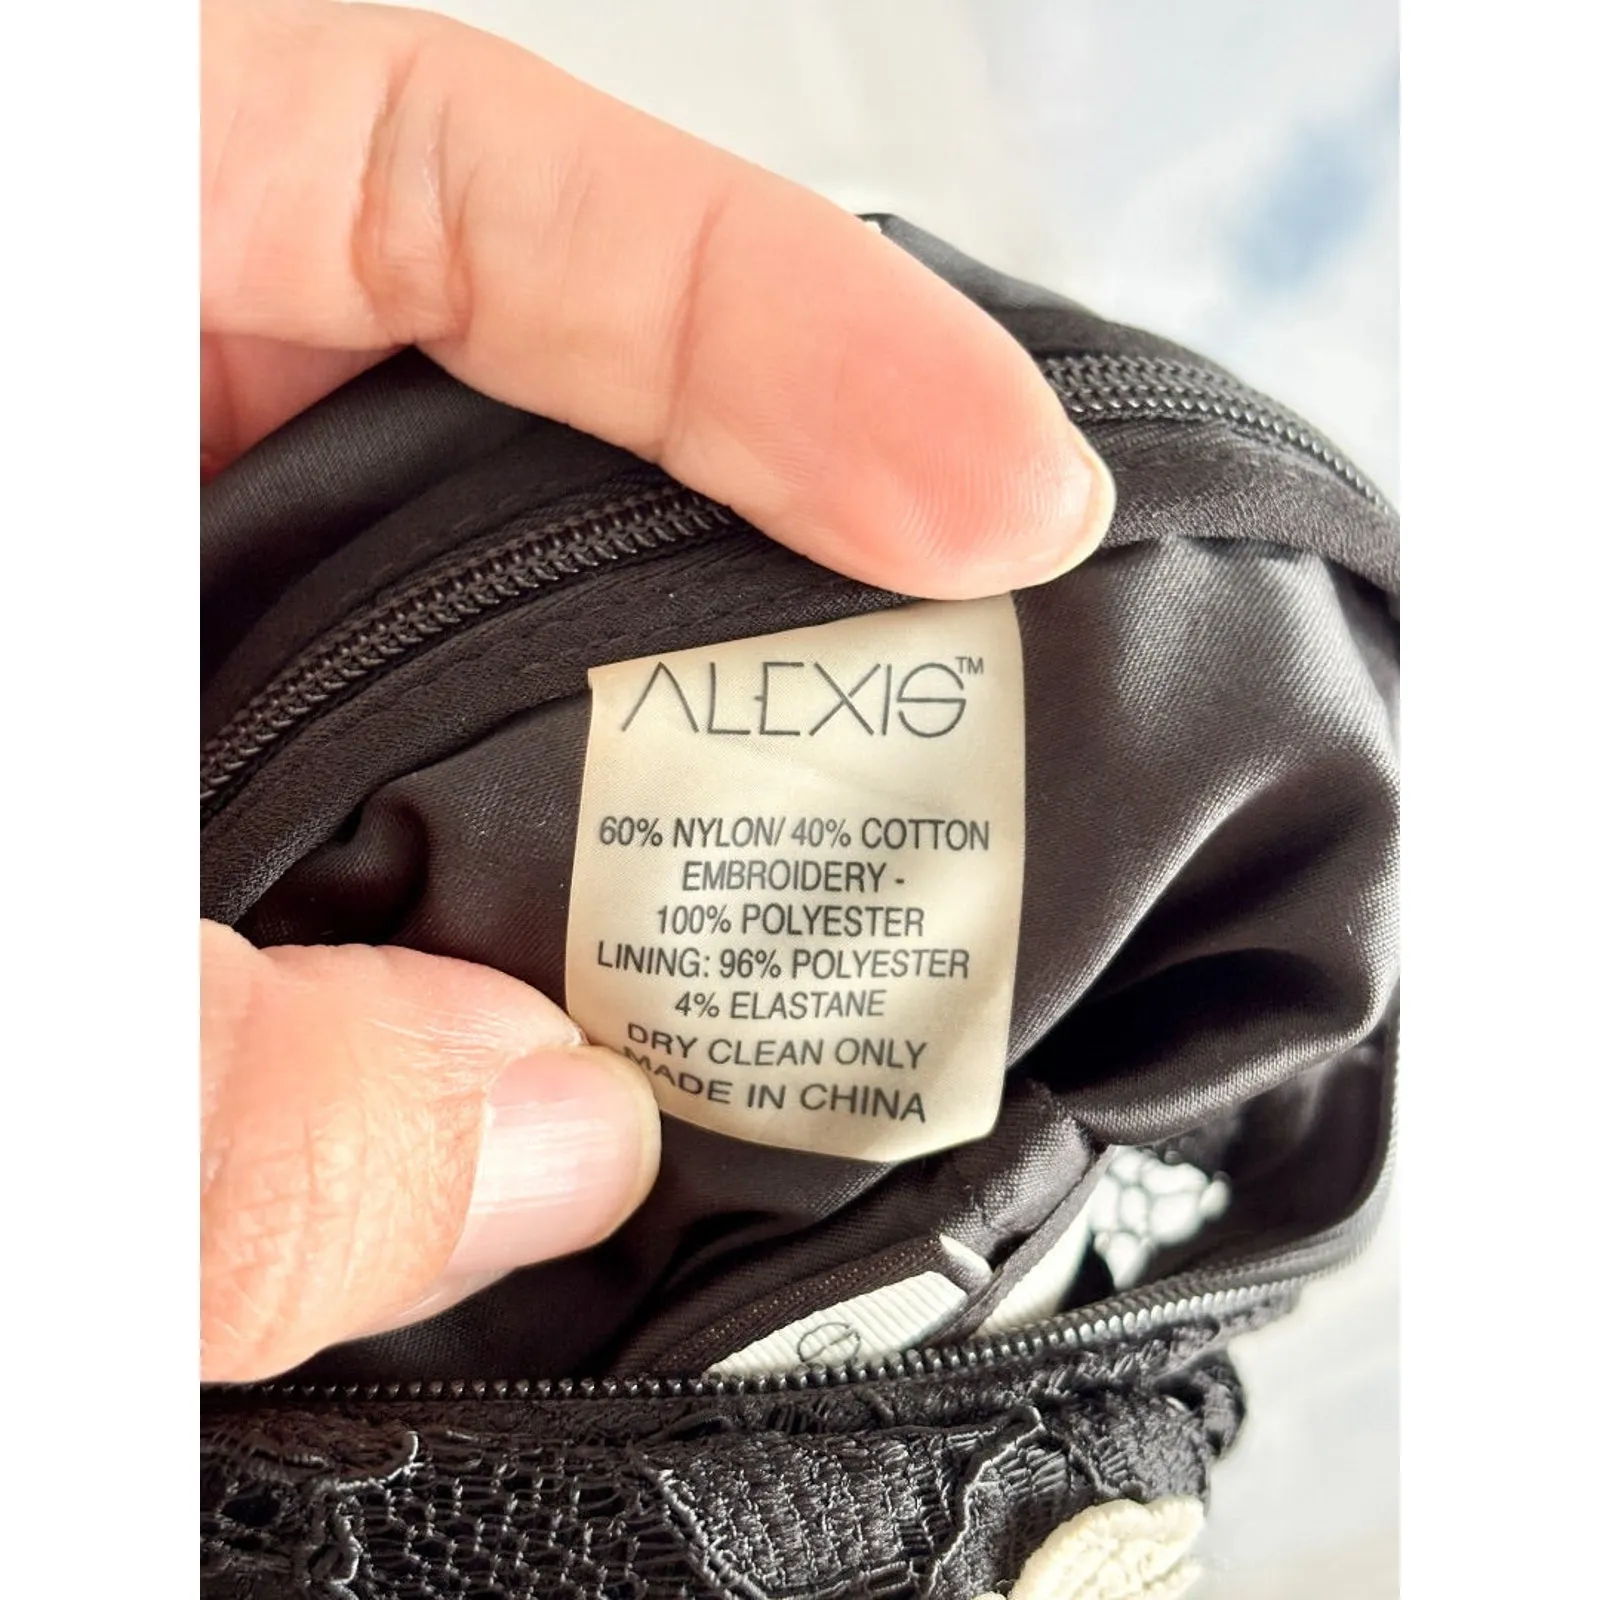 ALEXIS™
60% NYLON/ 40% COTTON
EMBROIDERY -
100% POLYESTER
LINING: 96% POLYESTER
4% ELASTANE
DRY CLEAN ONLY
MADE IN CHINA